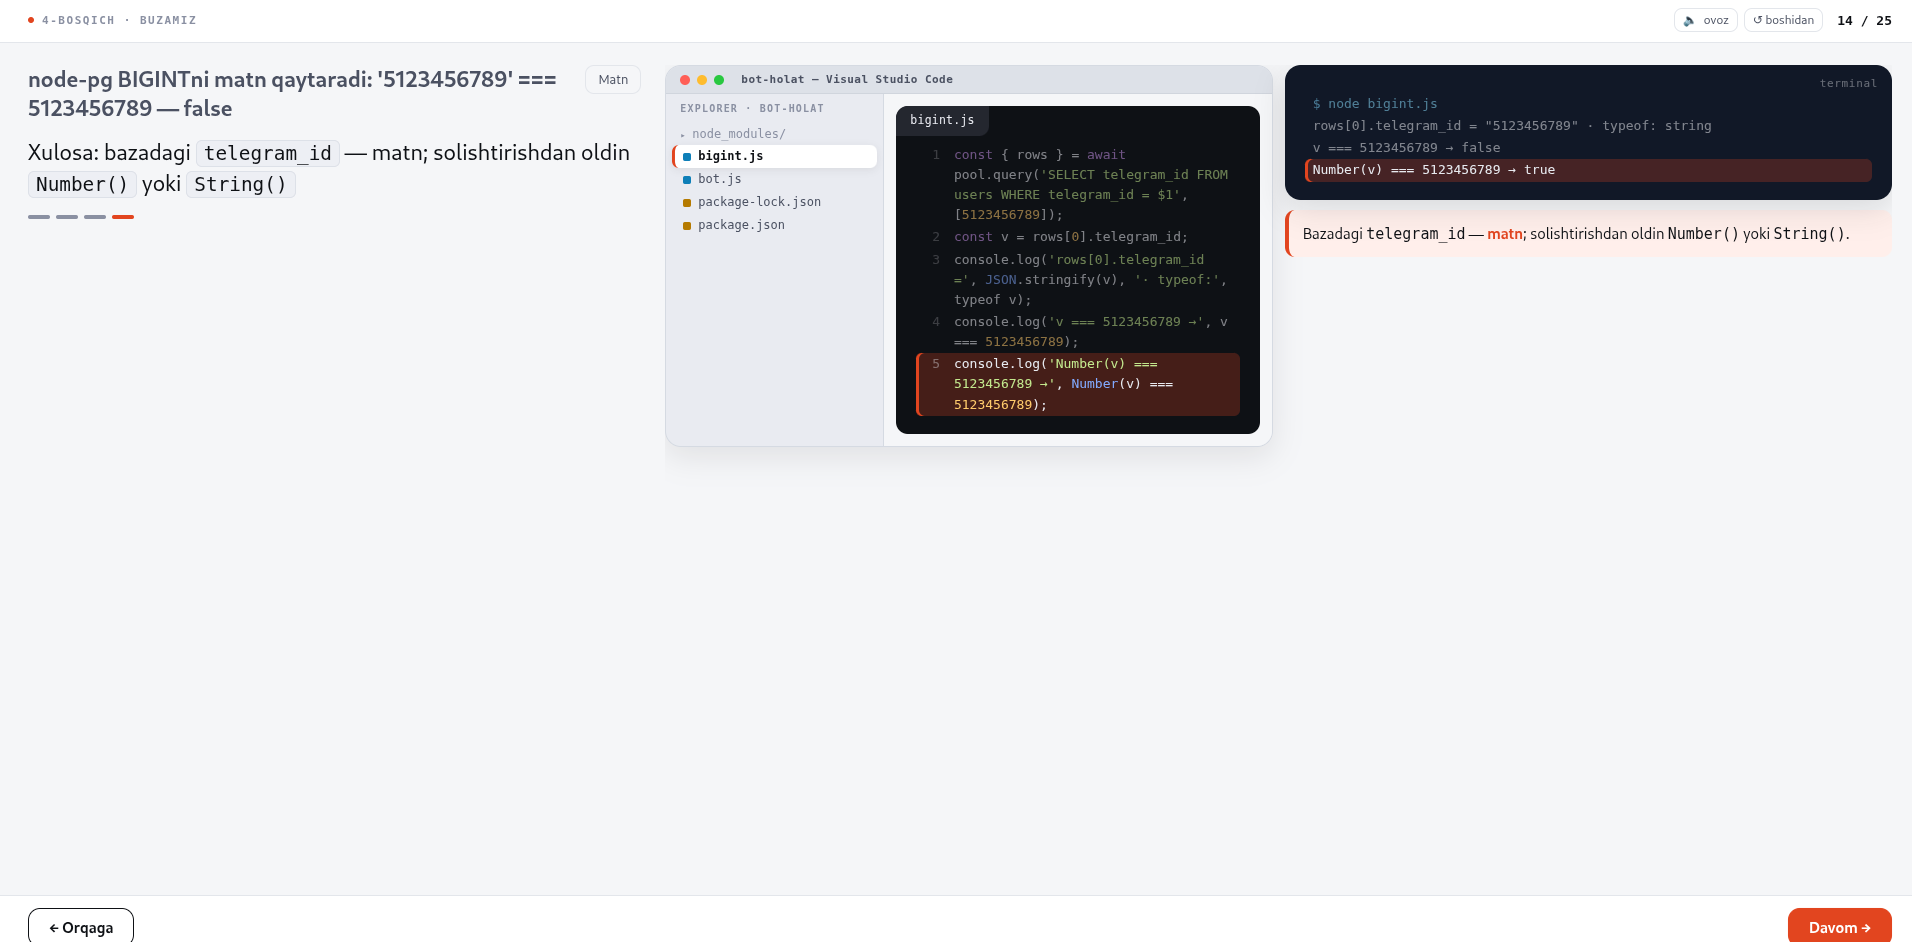 4-BOSQICH · BUZAMIZ
🔈 ovoz
↺ boshidan
14 / 25
node-pg BIGINTni matn qaytaradi: '5123456789' ===
5123456789 — false
Matn
Xulosa: bazadagi telegram_id — matn; solishtirishdan oldin
Number() yoki String()
bot-holat — Visual Studio Code
EXPLORER · BOT-HOLAT
▸ node_modules/
bigint.js
bot.js
package-lock.json
package.json
bigint.js
1 const { rows } = await
pool.query('SELECT telegram_id FROM
users WHERE telegram_id = $1',
[5123456789]);
2 const v = rows[0].telegram_id;
3 console.log('rows[0].telegram_id
=', JSON.stringify(v), '· typeof:',
typeof v);
4 console.log('v === 5123456789 →', v
=== 5123456789);
5 console.log('Number(v) ===
5123456789 →', Number(v) ===
5123456789);
terminal
$ node bigint.js
rows[0].telegram_id = "5123456789" · typeof: string
v === 5123456789 → false
Number(v) === 5123456789 → true
Bazadagi telegram_id — matn; solishtirishdan oldin Number() yoki String().
← Orqaga
Davom →